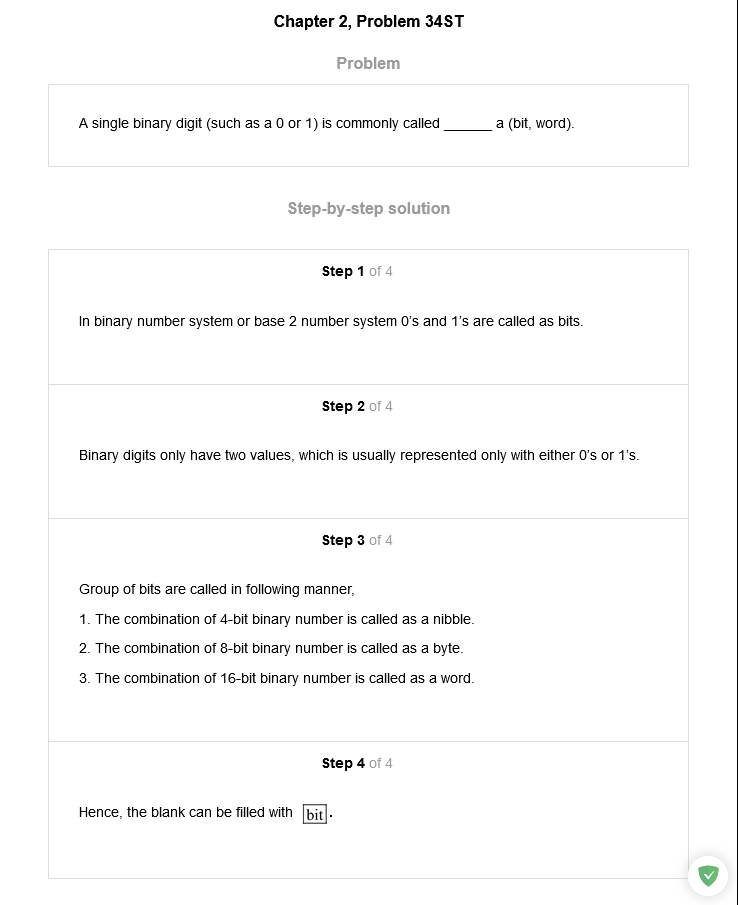 Chapter 2, Problem 34ST
Problem
A single binary digit (such as a 0 or 1) is commonly called ______ a (bit, word).
Step-by-step solution
Step 1 of 4
In binary number system or base 2 number system 0’s and 1’s are called as bits.
Step 2 of 4
Binary digits only have two values, which is usually represented only with either 0’s or 1’s.
Step 3 of 4
Group of bits are called in following manner,
1. The combination of 4-bit binary number is called as a nibble.
2. The combination of 8-bit binary number is called as a byte.
3. The combination of 16-bit binary number is called as a word.
Step 4 of 4
Hence, the blank can be filled with bit.